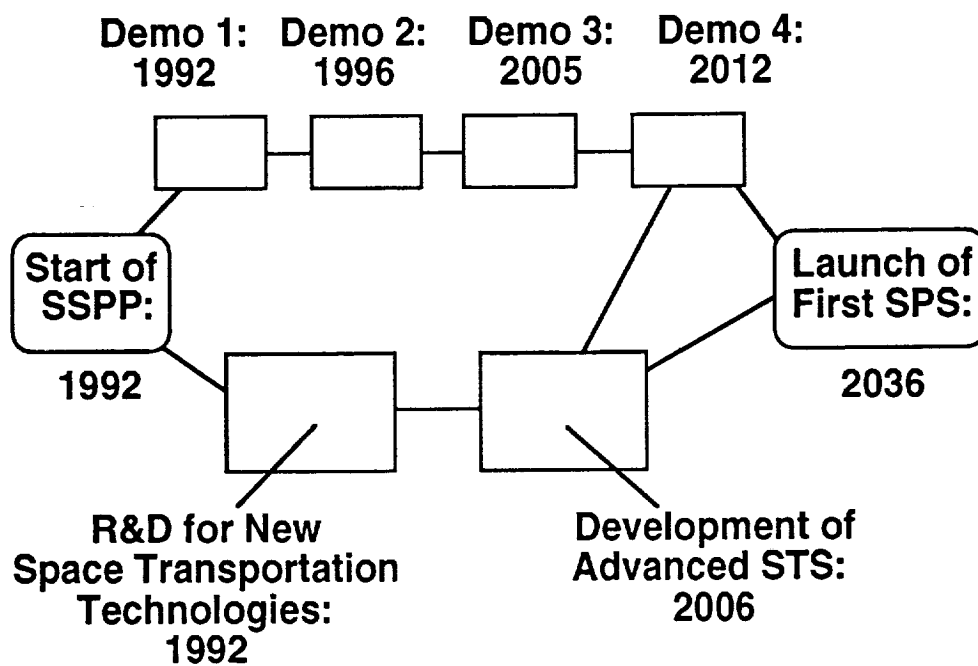 Demo 1:
1992
Demo 2:
1996
Demo 3:
2005
Demo 4:
2012
Start of
SSPP:
1992
Launch of
First SPS:
2036
R&D for New
Space Transportation
Technologies:
1992
Development of
Advanced STS:
2006